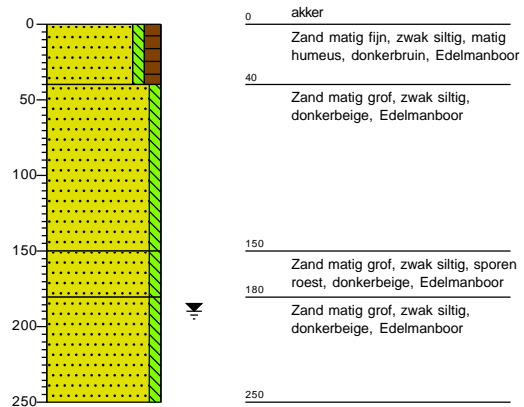 0
50
100
150
200
250
0
akker
Zand matig fijn, zwak siltig, matig
humeus, donkerbruin, Edelmanboor
40
Zand matig grof, zwak siltig,
donkerbeige, Edelmanboor
150
Zand matig grof, zwak siltig, sporen
roest, donkerbeige, Edelmanboor
180
Zand matig grof, zwak siltig,
donkerbeige, Edelmanboor
250